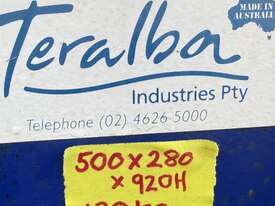 MADE IN
AUSTRALIA
Teralba
Industries Pty
Telephone (02) 4626-5000
500 X 280
X 920H